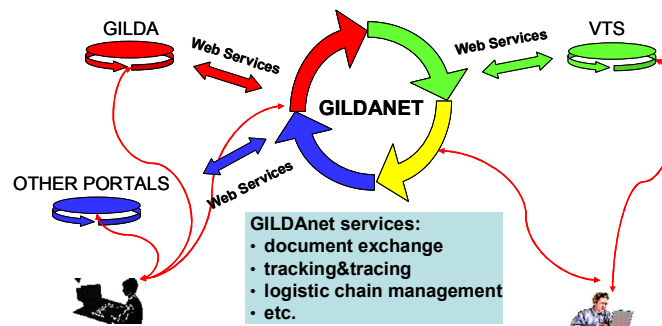 GILDA
Web Services
Web Services
VTS
GILDANET
OTHER PORTALS
Web Services
GILDAnet services:
• document exchange
• tracking&tracing
• logistic chain management
• etc.